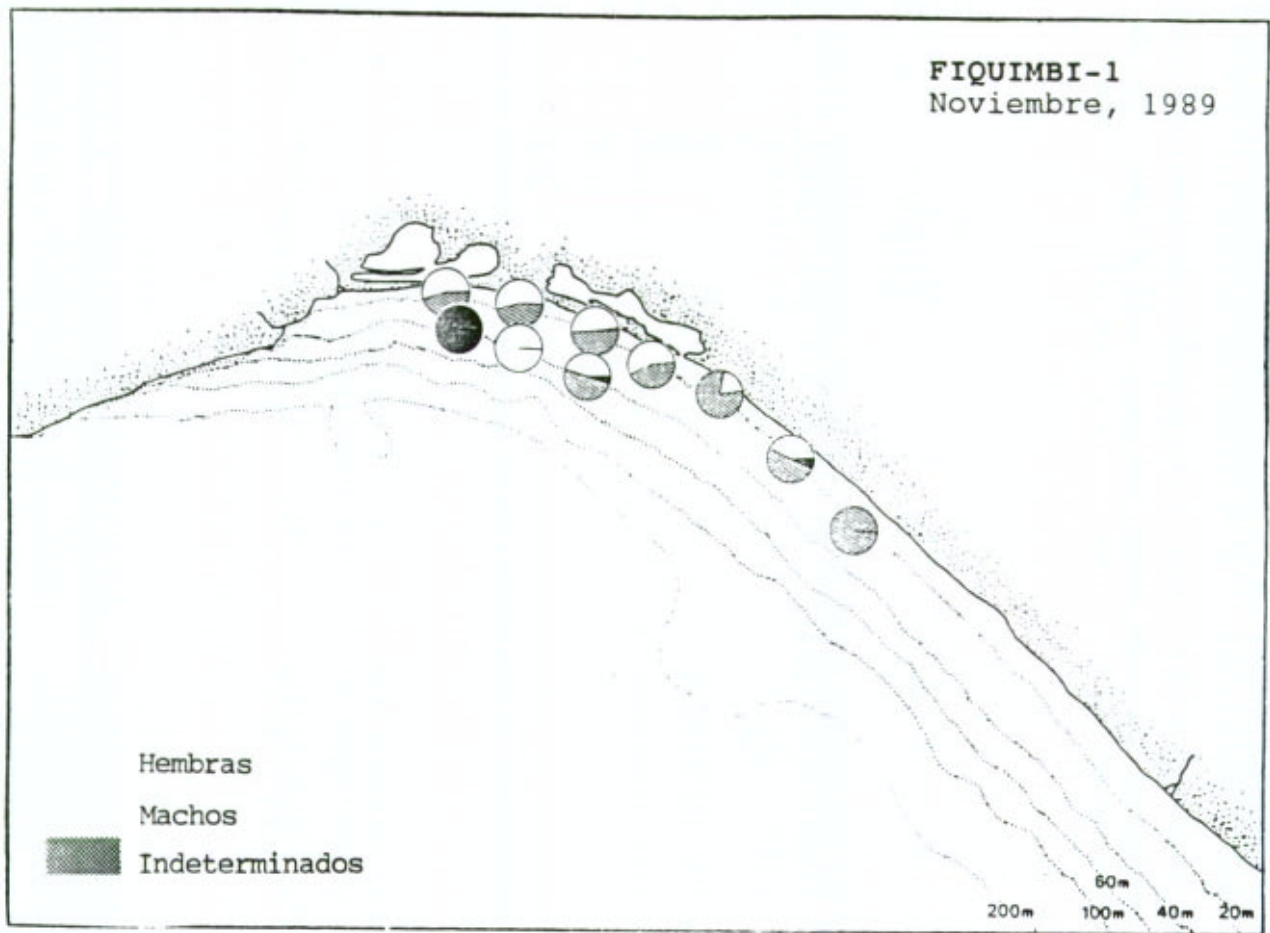 FIQUIMBI-1
Noviembre, 1989
Hembras
Machos
Indeterminados
60m
200m 100m 40m 20m